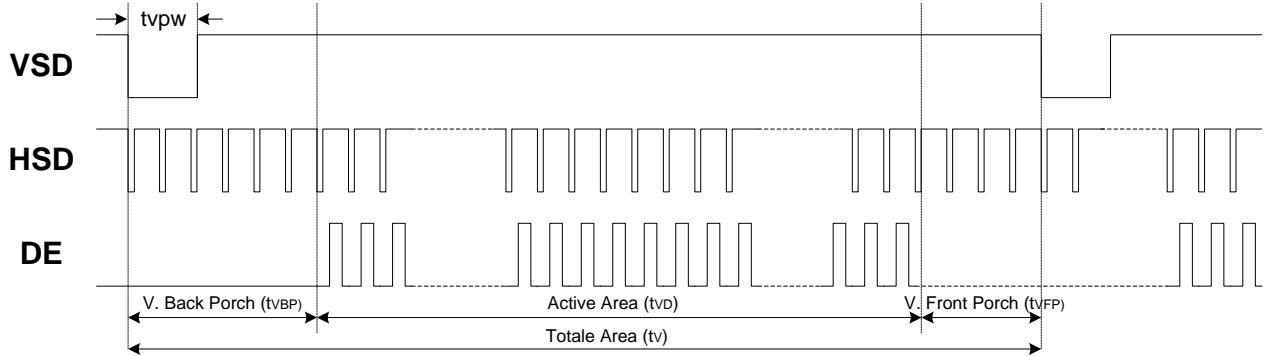 tvpw
VSD
HSD
DE
V. Back Porch (tVBP)
Active Area (tVD)
V. Front Porch (tVFP)
Totale Area (tV)